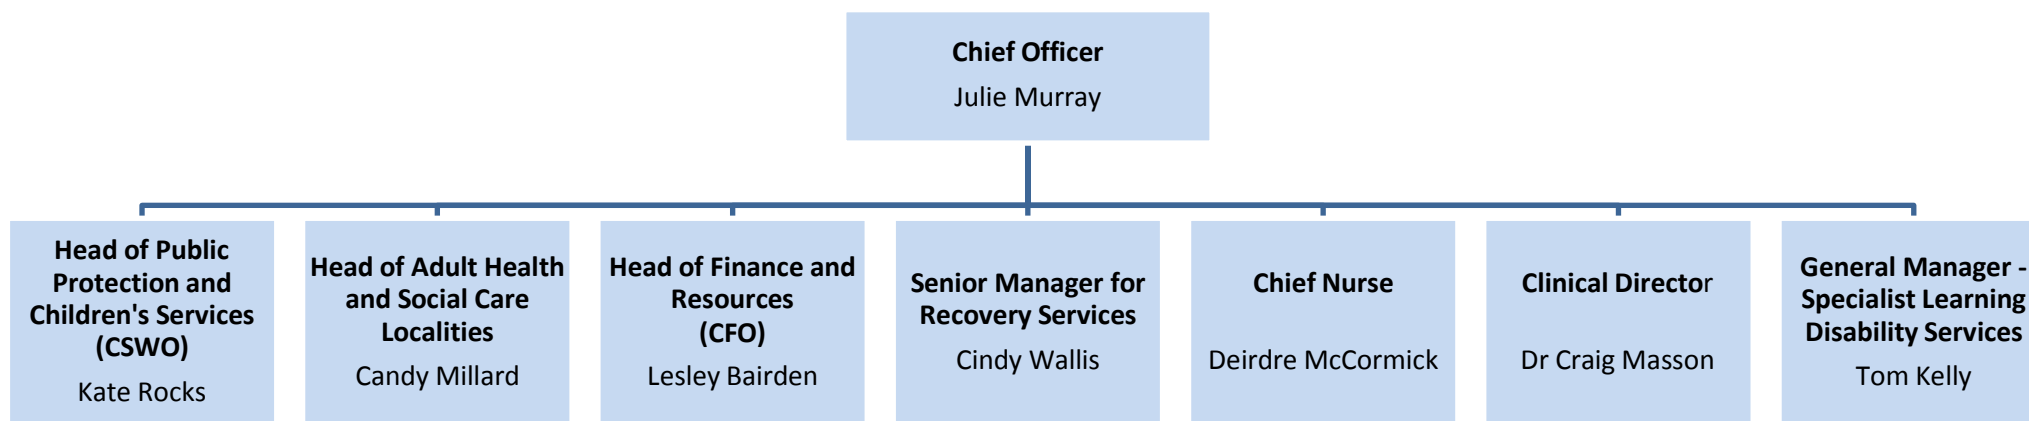 Chief Officer
Julie Murray
Head of Public
Protection and
Children's Services
(CSWO)
Kate Rocks
Head of Adult Health
and Social Care
Localities
Candy Millard
Head of Finance and
Resources
(CFO)
Lesley Bairden
Senior Manager for
Recovery Services
Cindy Wallis
Chief Nurse
Deirdre McCormick
Clinical Director
Dr Craig Masson
General Manager -
Specialist Learning
Disability Services
Tom Kelly